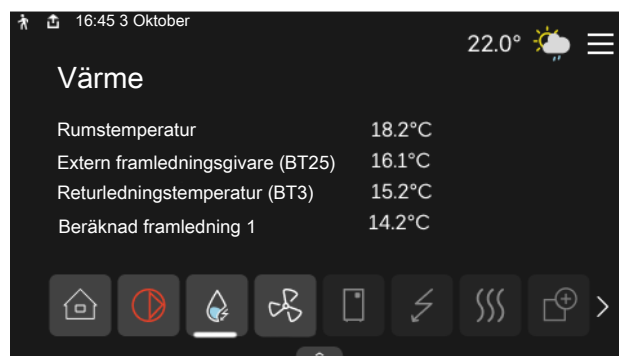 16:45 3 Oktober
22.0°
Värme
Rumstemperatur 18.2°C
Extern framledningsgivare (BT25) 16.1°C
Returledningstemperatur (BT3) 15.2°C
Beräknad framledning 1 14.2°C